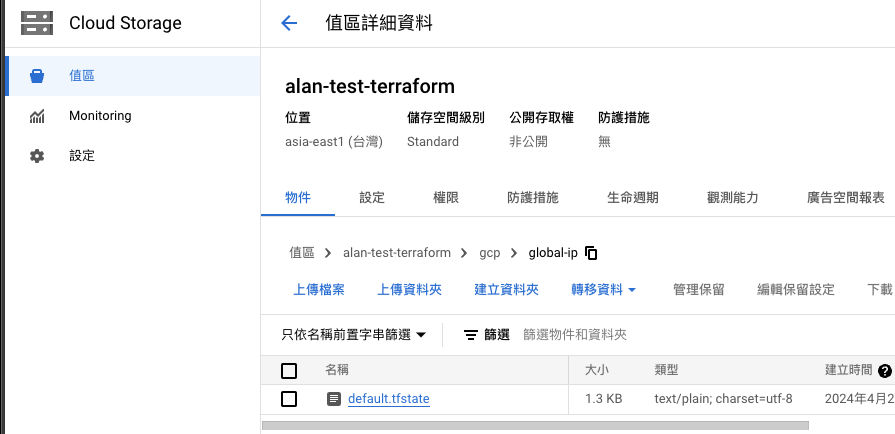 Cloud Storage
值區詳細資料
值區
Monitoring
設定
alan-test-terraform
位置 儲存空間級別 公開存取權 防護措施
asia-east1 (台灣) Standard 非公開 無
物件 設定 權限 防護措施 生命週期 觀測能力 廣告空間報表
值區 > alan-test-terraform > gcp > global-ip
上傳檔案 上傳資料夾 建立資料夾 轉移資料 管理保留 編輯保留設定 下載
只依名稱前置字串篩選 篩選 篩選物件和資料夾
名稱 大小 類型 建立時間 ?
default.tfstate 1.3 KB text/plain; charset=utf-8 2024年4月2